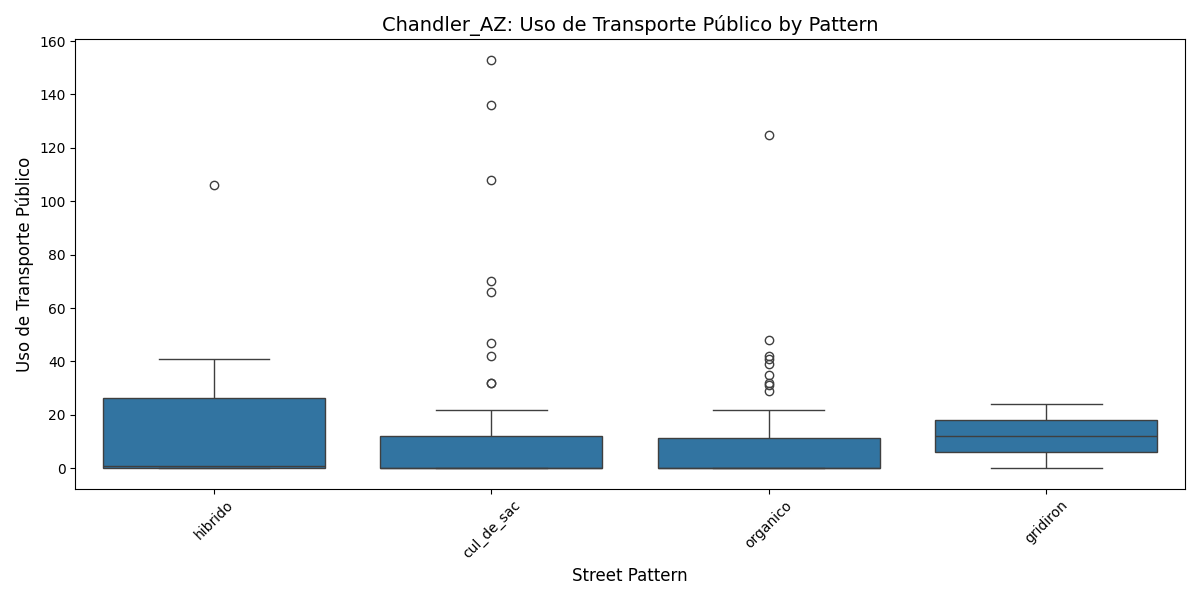 Chandler_AZ: Uso de Transporte Público by Pattern
Uso de Transporte Público
160
140
120
100
80
60
40
20
0
hibrido
cul_de_sac
organico
gridiron
Street Pattern